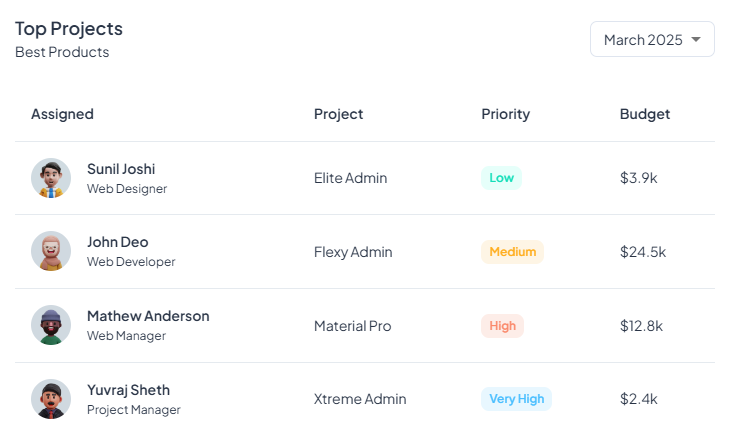 Top Projects
Best Products
March 2025
Assigned Project Priority Budget
Sunil Joshi
Web Designer
Elite Admin Low $3.9k
John Deo
Web Developer
Flexy Admin Medium $24.5k
Mathew Anderson
Web Manager
Material Pro High $12.8k
Yuvraj Sheth
Project Manager
Xtreme Admin Very High $2.4k